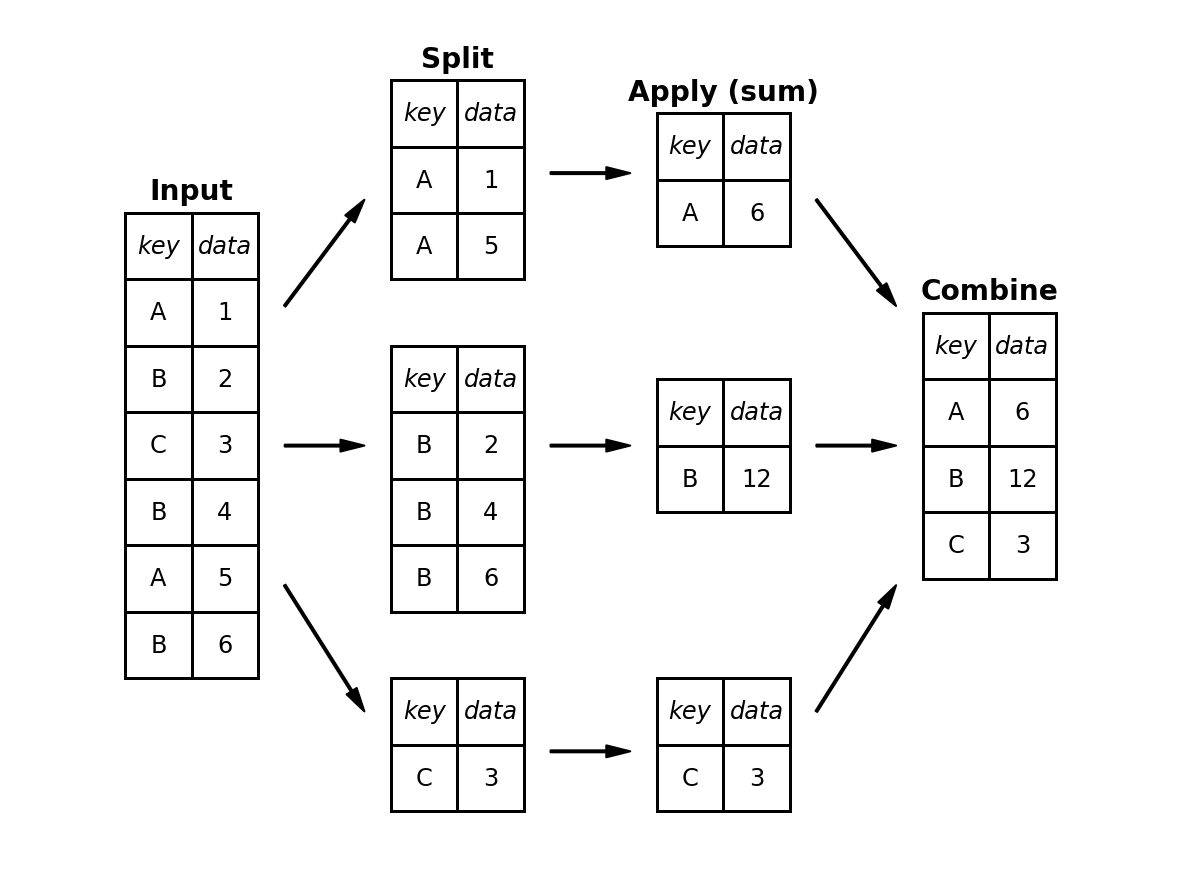 Input
key data
A 1
B 2
C 3
B 4
A 5
B 6
Split
key data
A 1
A 5
key data
B 2
B 4
B 6
key data
C 3
Apply (sum)
key data
A 6
key data
B 12
key data
C 3
Combine
key data
A 6
B 12
C 3